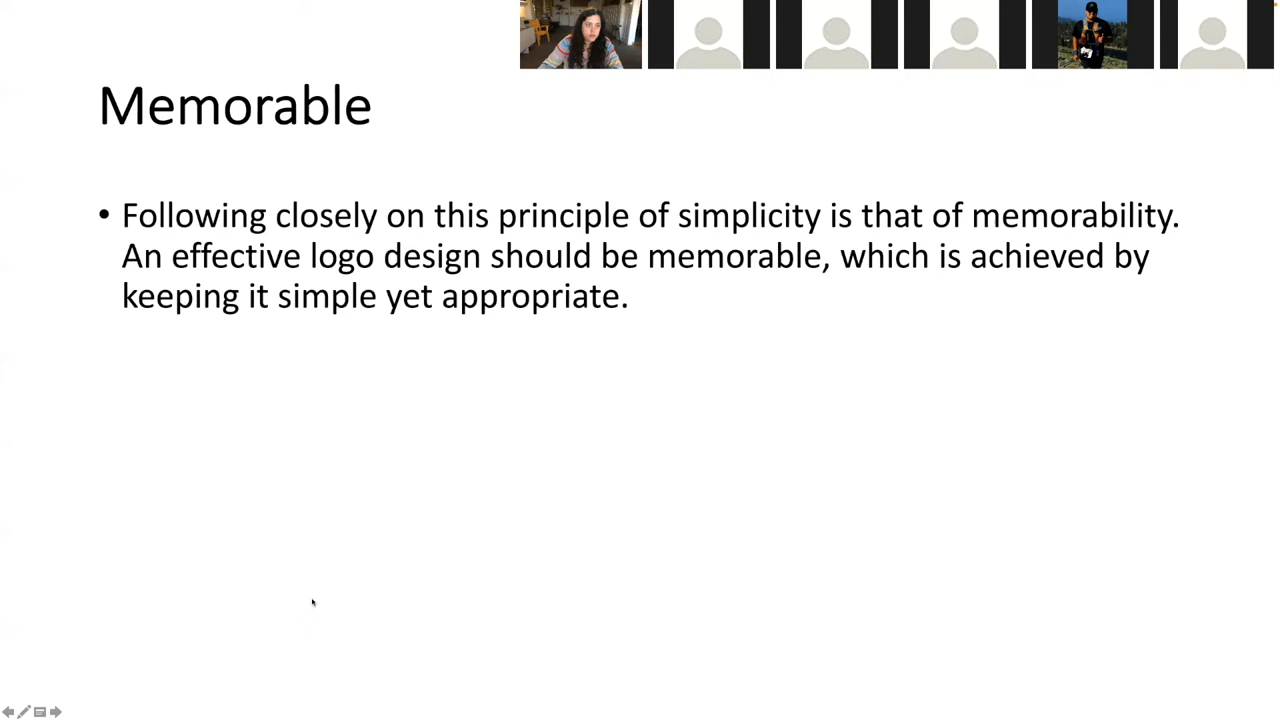 Memorable
• Following closely on this principle of simplicity is that of memorability.
An effective logo design should be memorable, which is achieved by
keeping it simple yet appropriate.